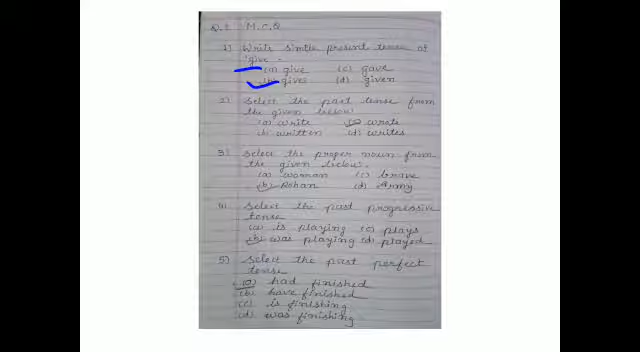 Q.2 M.C.Q
1) Write simple present tense of
'give'.
(a) give (c) gave
(b) gives (d) given
2) Select the past tense from
the given below
(a) write (c) wrote
(b) written (d) writes
3) Select the proper noun from
the given below.
(a) woman (c) brave
(b) Rohan (d) Army
4) Select the past progressive
tense
(a) is playing (c) plays
(b) was playing (d) played
5) Select the past perfect
tense
(a) had finished
(b) have finished
(c) is finishing
(d) was finishing